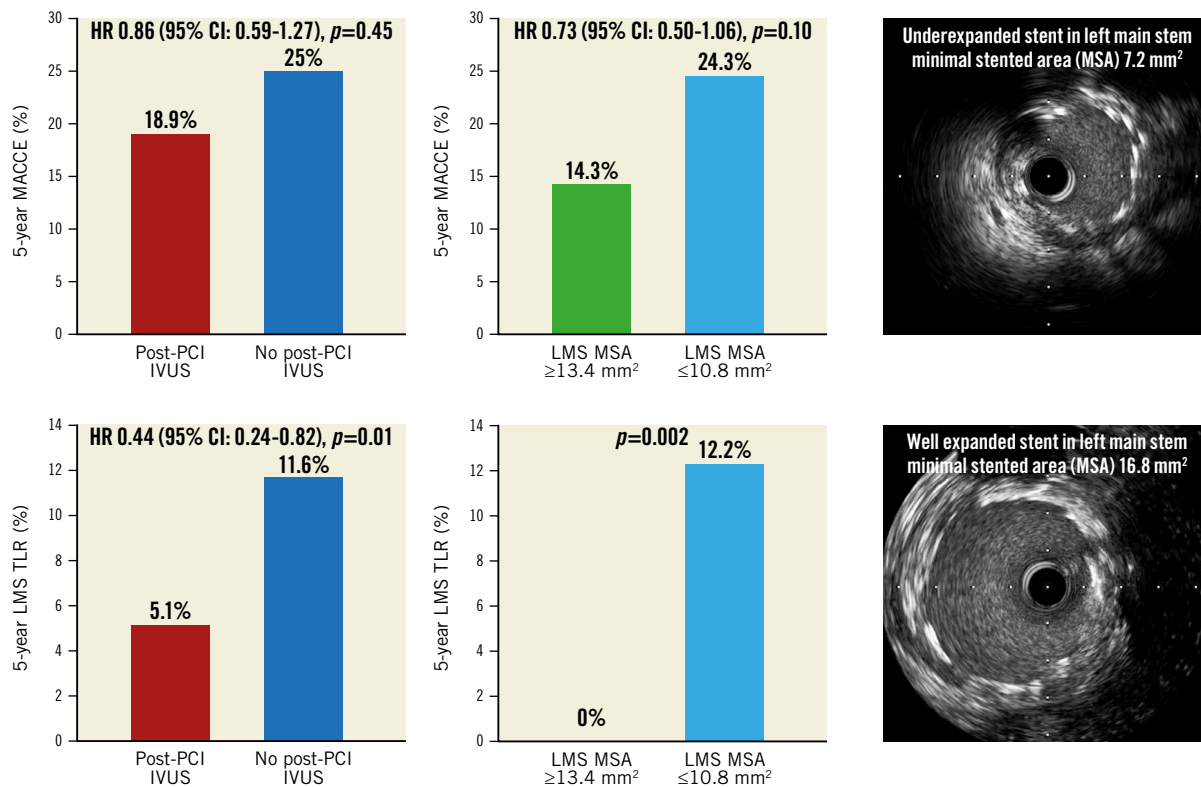 HR 0.86 (95% CI: 0.59-1.27), p=0.45
25%
18.9%
5-year MACCE (%)
30
25
20
15
10
5
0
Post-PCI
IVUS
No post-PCI
IVUS
HR 0.73 (95% CI: 0.50-1.06), p=0.10
24.3%
14.3%
5-year MACCE (%)
30
25
20
15
10
5
0
LMS MSA
≥13.4 mm²
LMS MSA
≤10.8 mm²
Underexpanded stent in left main stem
minimal stented area (MSA) 7.2 mm²
HR 0.44 (95% CI: 0.24-0.82), p=0.01
11.6%
5.1%
5-year LMS TLR (%)
14
12
10
8
6
4
2
0
Post-PCI
IVUS
No post-PCI
IVUS
p=0.002
12.2%
0%
5-year LMS TLR (%)
14
12
10
8
6
4
2
0
LMS MSA
≥13.4 mm²
LMS MSA
≤10.8 mm²
Well expanded stent in left main stem
minimal stented area (MSA) 16.8 mm²